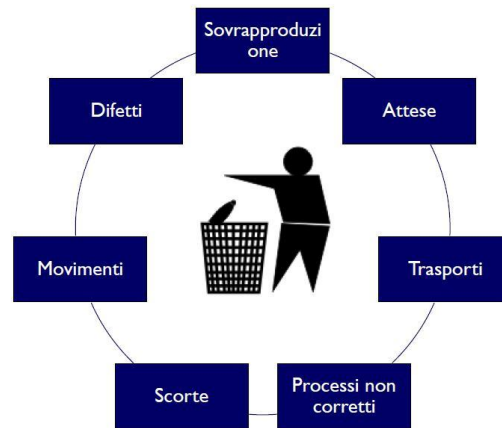 Sovrapproduzi
one
Attese
Trasporti
Processi non
corretti
Scorte
Movimenti
Difetti